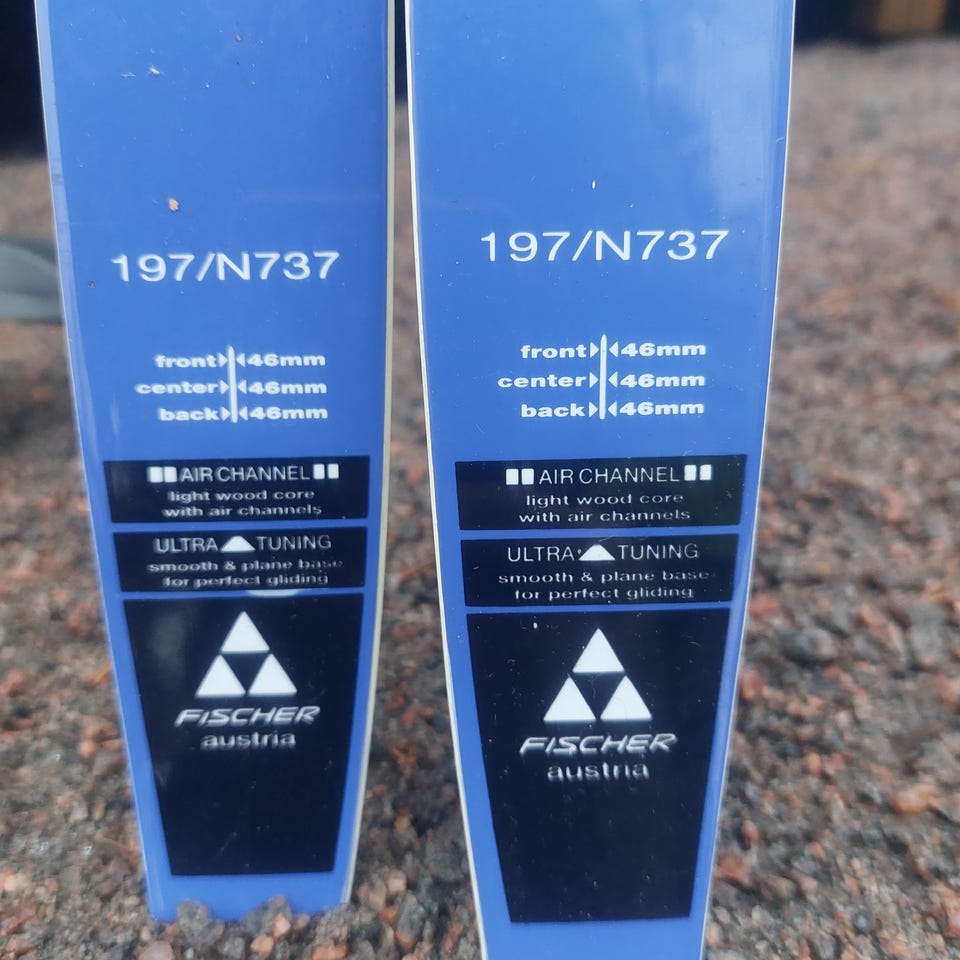 197/N737
front 46mm
center 46mm
back 46mm
AIR CHANNEL
light wood core
with air channels
ULTRA TUNING
smooth & plane base
for perfect gliding
FISCHER
austria
197/N737
front 46mm
center 46mm
back 46mm
AIR CHANNEL
light wood core
with air channels
ULTRA TUNING
smooth & plane base
for perfect gliding
FISCHER
austria